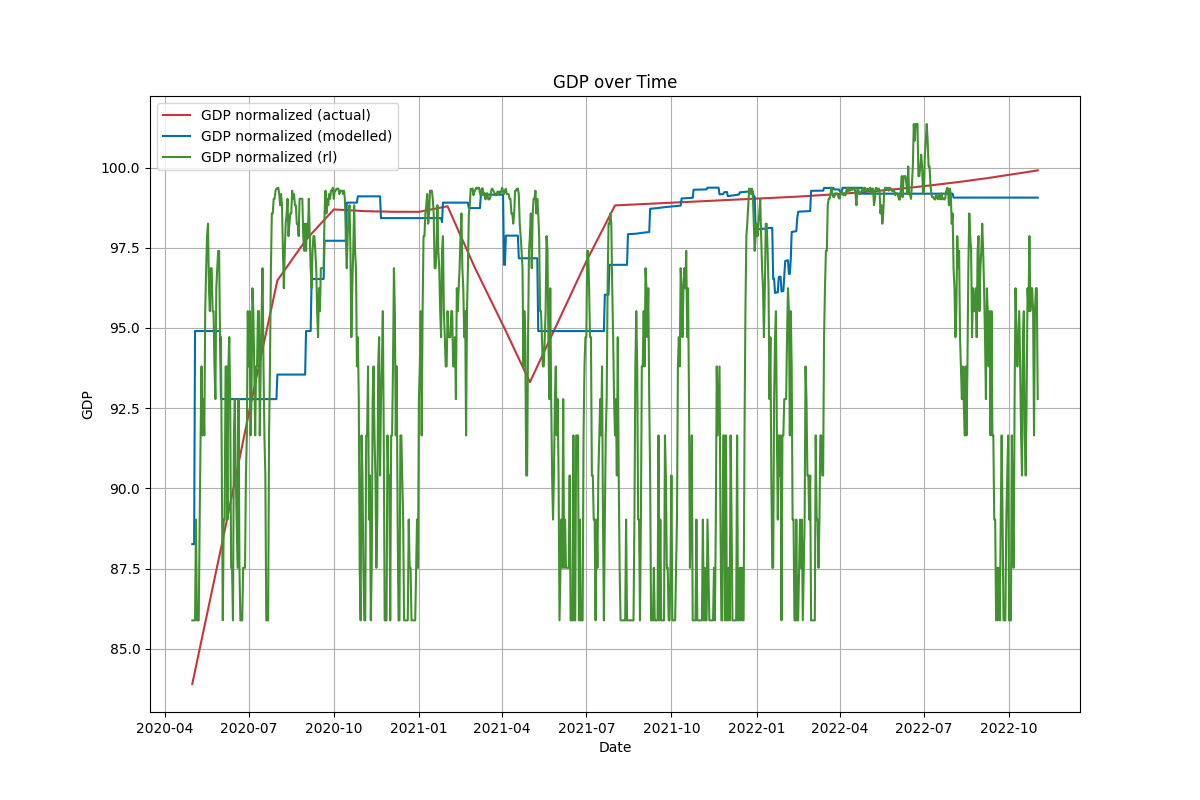 GDP over Time
GDP normalized (actual)
GDP normalized (modelled)
GDP normalized (rl)
100.0
97.5
95.0
92.5
90.0
87.5
85.0
GDP
2020-04 2020-07 2020-10 2021-01 2021-04 2021-07 2021-10 2022-01 2022-04 2022-07 2022-10
Date